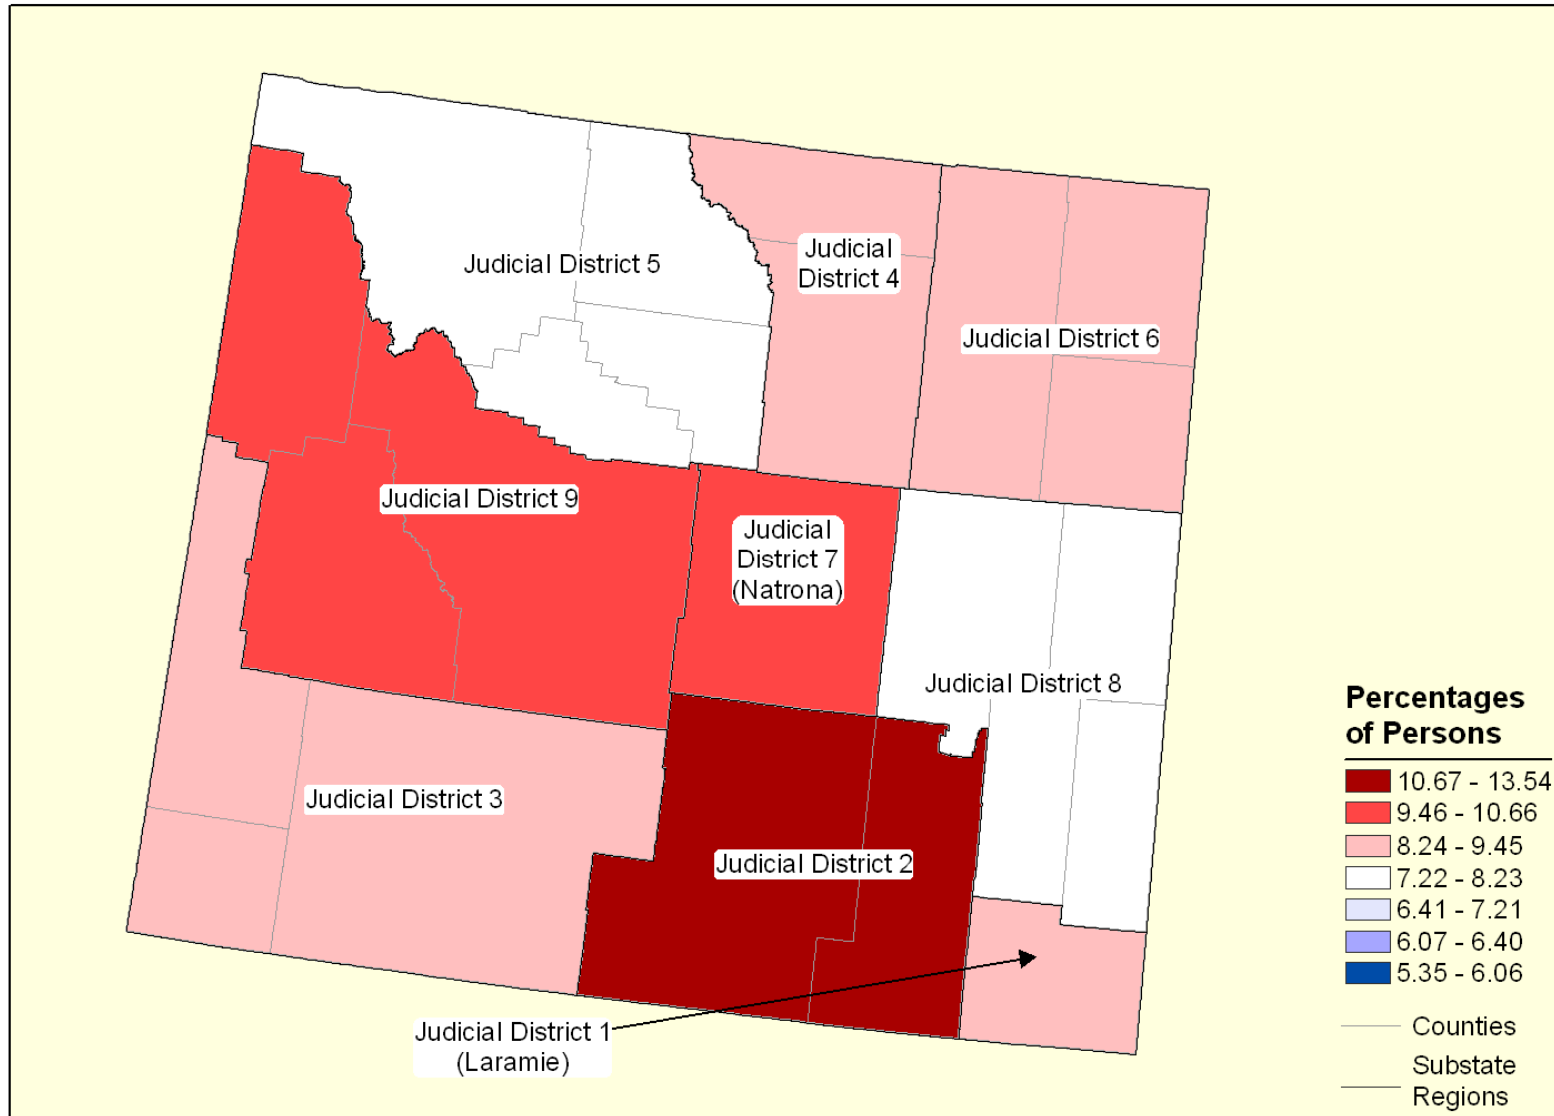 Judicial District 5
Judicial
District 4
Judicial District 6
Judicial District 9
Judicial
District 7
(Natrona)
Judicial District 8
Judicial District 3
Judicial District 2
Judicial District 1
(Laramie)
Percentages
of Persons
10.67 - 13.54
9.46 - 10.66
8.24 - 9.45
7.22 - 8.23
6.41 - 7.21
6.07 - 6.40
5.35 - 6.06
Counties
Substate
Regions